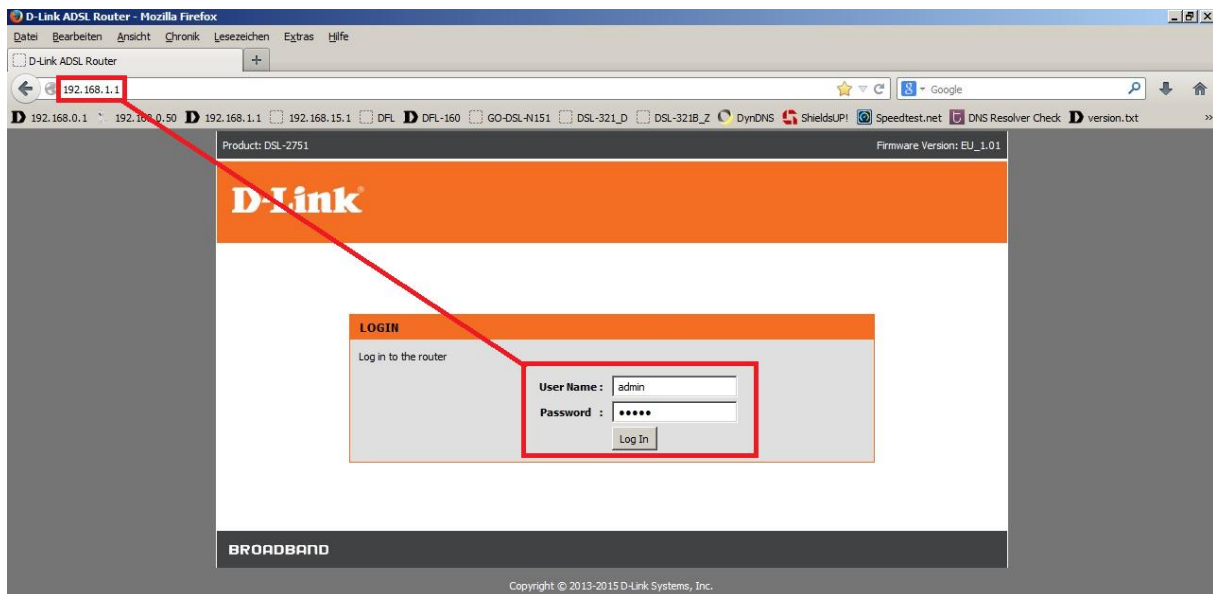 D-Link ADSL Router - Mozilla Firefox
Datei Bearbeiten Ansicht Chronik Lesezeichen Extras Hilfe
D-Link ADSL Router
192.168.1.1 Google
192.168.0.1 192.168.0.50 192.168.1.1 192.168.15.1 DFL DFL-160 GO-DSL-N151 DSL-321_D DSL-321B_Z DynDNS ShieldsUP! Speedtest.net DNS Resolver Check version.txt
Product: DSL-2751 Firmware Version: EU_1.01
D-Link
LOGIN
Log in to the router
User Name : admin
Password : •••••
Log In
BROADBAND
Copyright © 2013-2015 D-Link Systems, Inc.